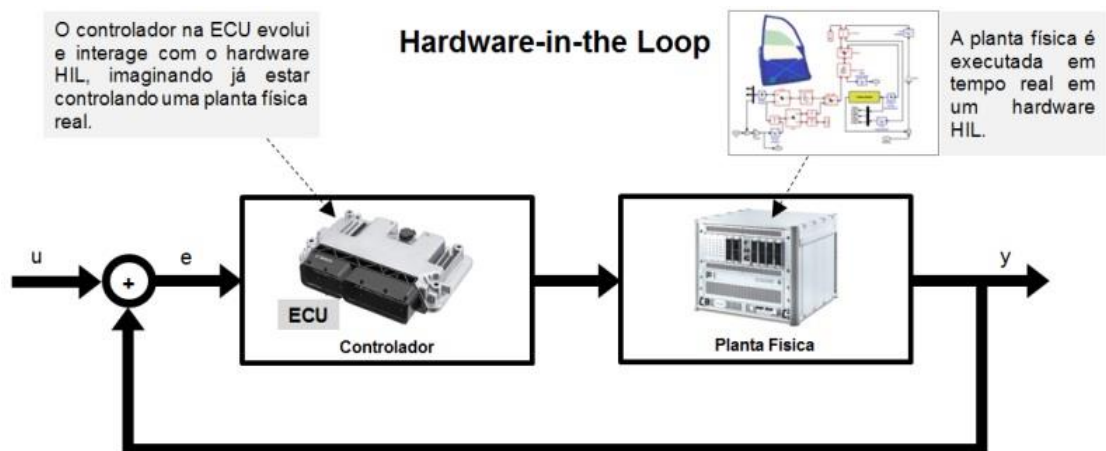 O controlador na ECU evolui
e interage com o hardware
HIL, imaginando já estar
controlando uma planta física
real.
Hardware-in-the Loop
A planta física é
executada em
tempo real em
um hardware
HIL.
u
+
e
ECU
Controlador
Planta Fisica
y